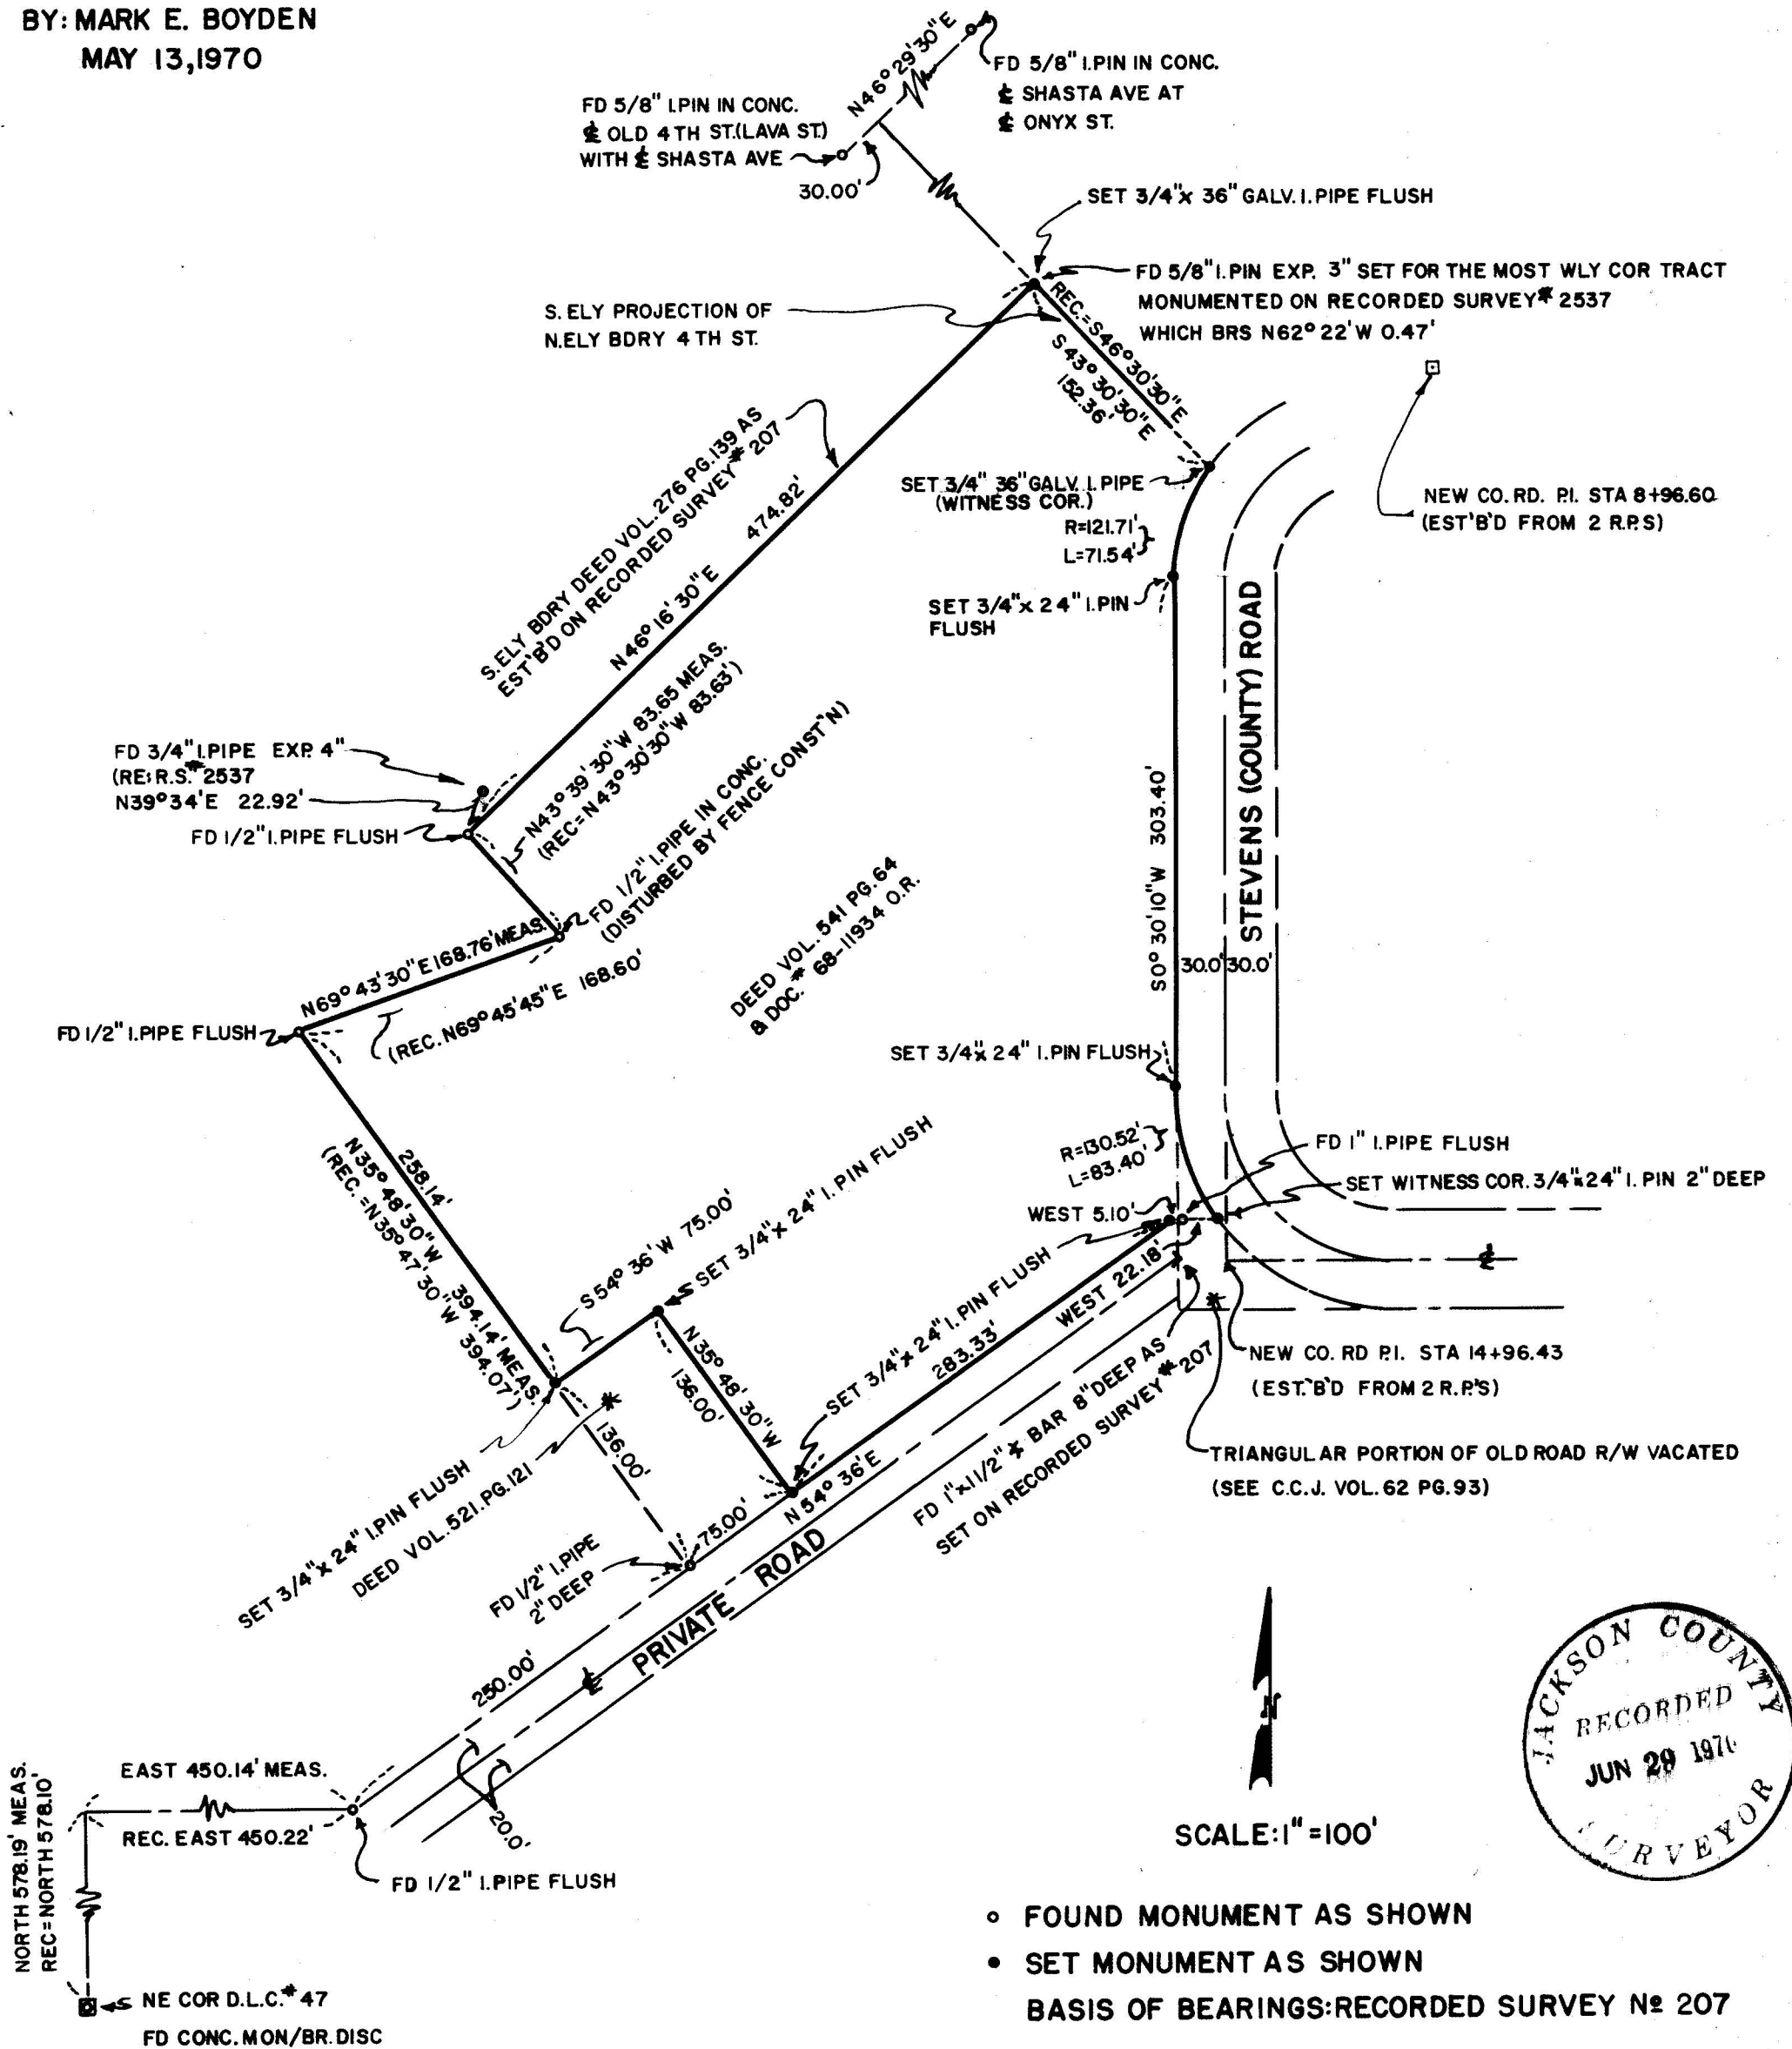 BY: MARK E. BOYDEN
MAY 13,1970
N46°29'30"E
FD 5/8" I.PIN IN CONC.
℄ SHASTA AVE AT
℄ ONYX ST.
FD 5/8" I.PIN IN CONC.
℄ OLD 4TH ST.(LAVA ST.)
WITH ℄ SHASTA AVE
30.00'
SET 3/4"x 36" GALV. I.PIPE FLUSH
FD 5/8" I.PIN EXP. 3" SET FOR THE MOST WLY COR TRACT
MONUMENTED ON RECORDED SURVEY # 2537
WHICH BRS N62°22'W 0.47'
S. ELY PROJECTION OF
N.ELY BDRY 4TH ST.
REC.=S46°30'30"E
S43°30'30"E
152.36'
S.ELY BDRY DEED VOL. 276 PG.139 AS
EST'B'D ON RECORDED SURVEY # 207
474.82'
N46°16'30"E
SET 3/4" 36" GALV. I. PIPE
(WITNESS COR.)
R=121.71'
L=71.54'
SET 3/4"x 24" I.PIN
FLUSH
NEW CO. RD. P.I. STA 8+96.60
(EST'B'D FROM 2 R.P.S)
STEVENS (COUNTY) ROAD
S0°30'10"W 303.40'
30.0' 30.0'
FD 3/4" I.PIPE EXP. 4"
(RE: R.S. # 2537
N39°34'E 22.92'
FD 1/2" I.PIPE FLUSH
N43°39'30"W 83.65 MEAS.
(REC=N43°30'30"W 83.63')
FD 1/2" I.PIPE IN CONC.
(DISTURBED BY FENCE CONST'N)
N69°43'30"E 168.76' MEAS.
(REC. N69°45'45"E 168.60'
FD 1/2" I.PIPE FLUSH
DEED VOL. 541 PG. 64
& DOC. # 68-11934 O.R.
SET 3/4"x 24" I.PIN FLUSH
R=130.52'
L=83.40'
FD 1" I.PIPE FLUSH
SET WITNESS COR. 3/4"x24" I. PIN 2" DEEP
WEST 5.10'
WEST 22.18'
258.14'
N35°48'30"W 394.14' MEAS.
(REC.=N35°47'30"W 394.07')
S54°36'W 75.00'
SET 3/4"x 24" I.PIN FLUSH
N35°48'30"W
136.00'
SET 3/4"x 24" I.PIN FLUSH
283.33'
N 54° 36'E
NEW CO. RD P.I. STA 14+96.43
(EST.'B'D FROM 2 R.P.'S)
℄
*
TRIANGULAR PORTION OF OLD ROAD R/W VACATED
(SEE C.C.J. VOL. 62 PG.93)
FD 1"x1 1/2" x BAR 8" DEEP AS
SET ON RECORDED SURVEY # 207
SET 3/4"x 24" I.PIN FLUSH
DEED VOL. 521. PG. 121 *
136.00'
75.00'
FD 1/2" I.PIPE
2" DEEP
℄ PRIVATE ROAD
250.00'
20.0'
EAST 450.14' MEAS.
REC. EAST 450.22'
FD 1/2" I.PIPE FLUSH
NORTH 578.19' MEAS.
REC=NORTH 578.10'
NE COR D.L.C. # 47
FD CONC. MON/BR. DISC
N
SCALE: 1"=100'
JACKSON COUNTY
RECORDED
JUN 29 1970
SURVEYOR
○ FOUND MONUMENT AS SHOWN
● SET MONUMENT AS SHOWN
BASIS OF BEARINGS: RECORDED SURVEY Nº 207